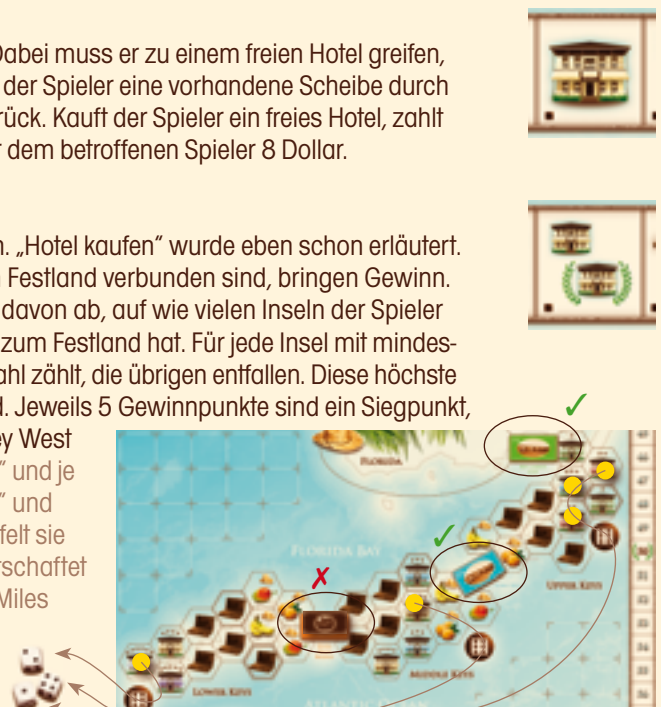 Dabei muss er zu einem freien Hotel greifen,
der Spieler eine vorhandene Scheibe durch
rück. Kauft der Spieler ein freies Hotel, zahlt
dem betroffenen Spieler 8 Dollar.
n. „Hotel kaufen“ wurde eben schon erläutert.
Festland verbunden sind, bringen Gewinn.
davon ab, auf wie vielen Inseln der Spieler
zum Festland hat. Für jede Insel mit mindes-
ahl zählt, die übrigen entfallen. Diese höchste
d. Jeweils 5 Gewinnpunkte sind ein Siegpunkt,
ey West
“ und je
“ und
felt sie
rschaftet
Miles
FLORIDA
FLORIDA BAY
UPPER KEYS
MIDDLE KEYS
LOWER KEYS
ATLANTIC OCEAN